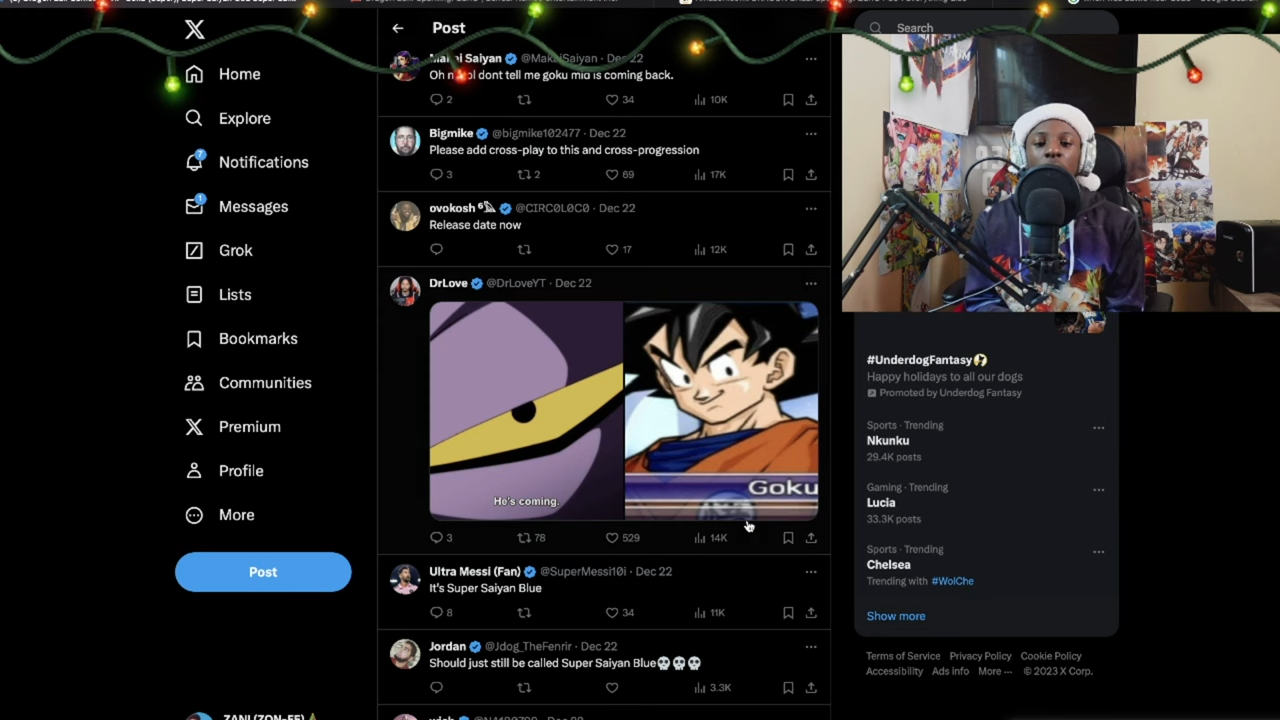 Post
Search
Saiyan @MakaiSaiyan · Dec 22
dont tell me goku mid is coming back.
2 34 10K
Bigmike @bigmike102477 · Dec 22
Please add cross-play to this and cross-progression
3 2 69 17K
ovokosh @CIRC0L0C0 · Dec 22
Release date now
17 12K
DrLove @DrLoveYT · Dec 22
He's coming.
Goku
3 78 529 14K
Ultra Messi (Fan) @SuperMessi10i · Dec 22
It's Super Saiyan Blue
8 34 11K
Jordan @Jdog_TheFenrir · Dec 22
Should just still be called Super Saiyan Blue💀💀💀
3.3K
Home
Explore
7
Notifications
1
Messages
Grok
Lists
Bookmarks
Communities
Premium
Profile
More
Post
#UnderdogFantasy
Happy holidays to all our dogs
Promoted by Underdog Fantasy
Sports · Trending
Nkunku
29.4K posts
Gaming · Trending
Lucia
33.3K posts
Sports · Trending
Chelsea
Trending with #WolChe
Show more
Terms of Service Privacy Policy Cookie Policy
Accessibility Ads info More ··· © 2023 X Corp.